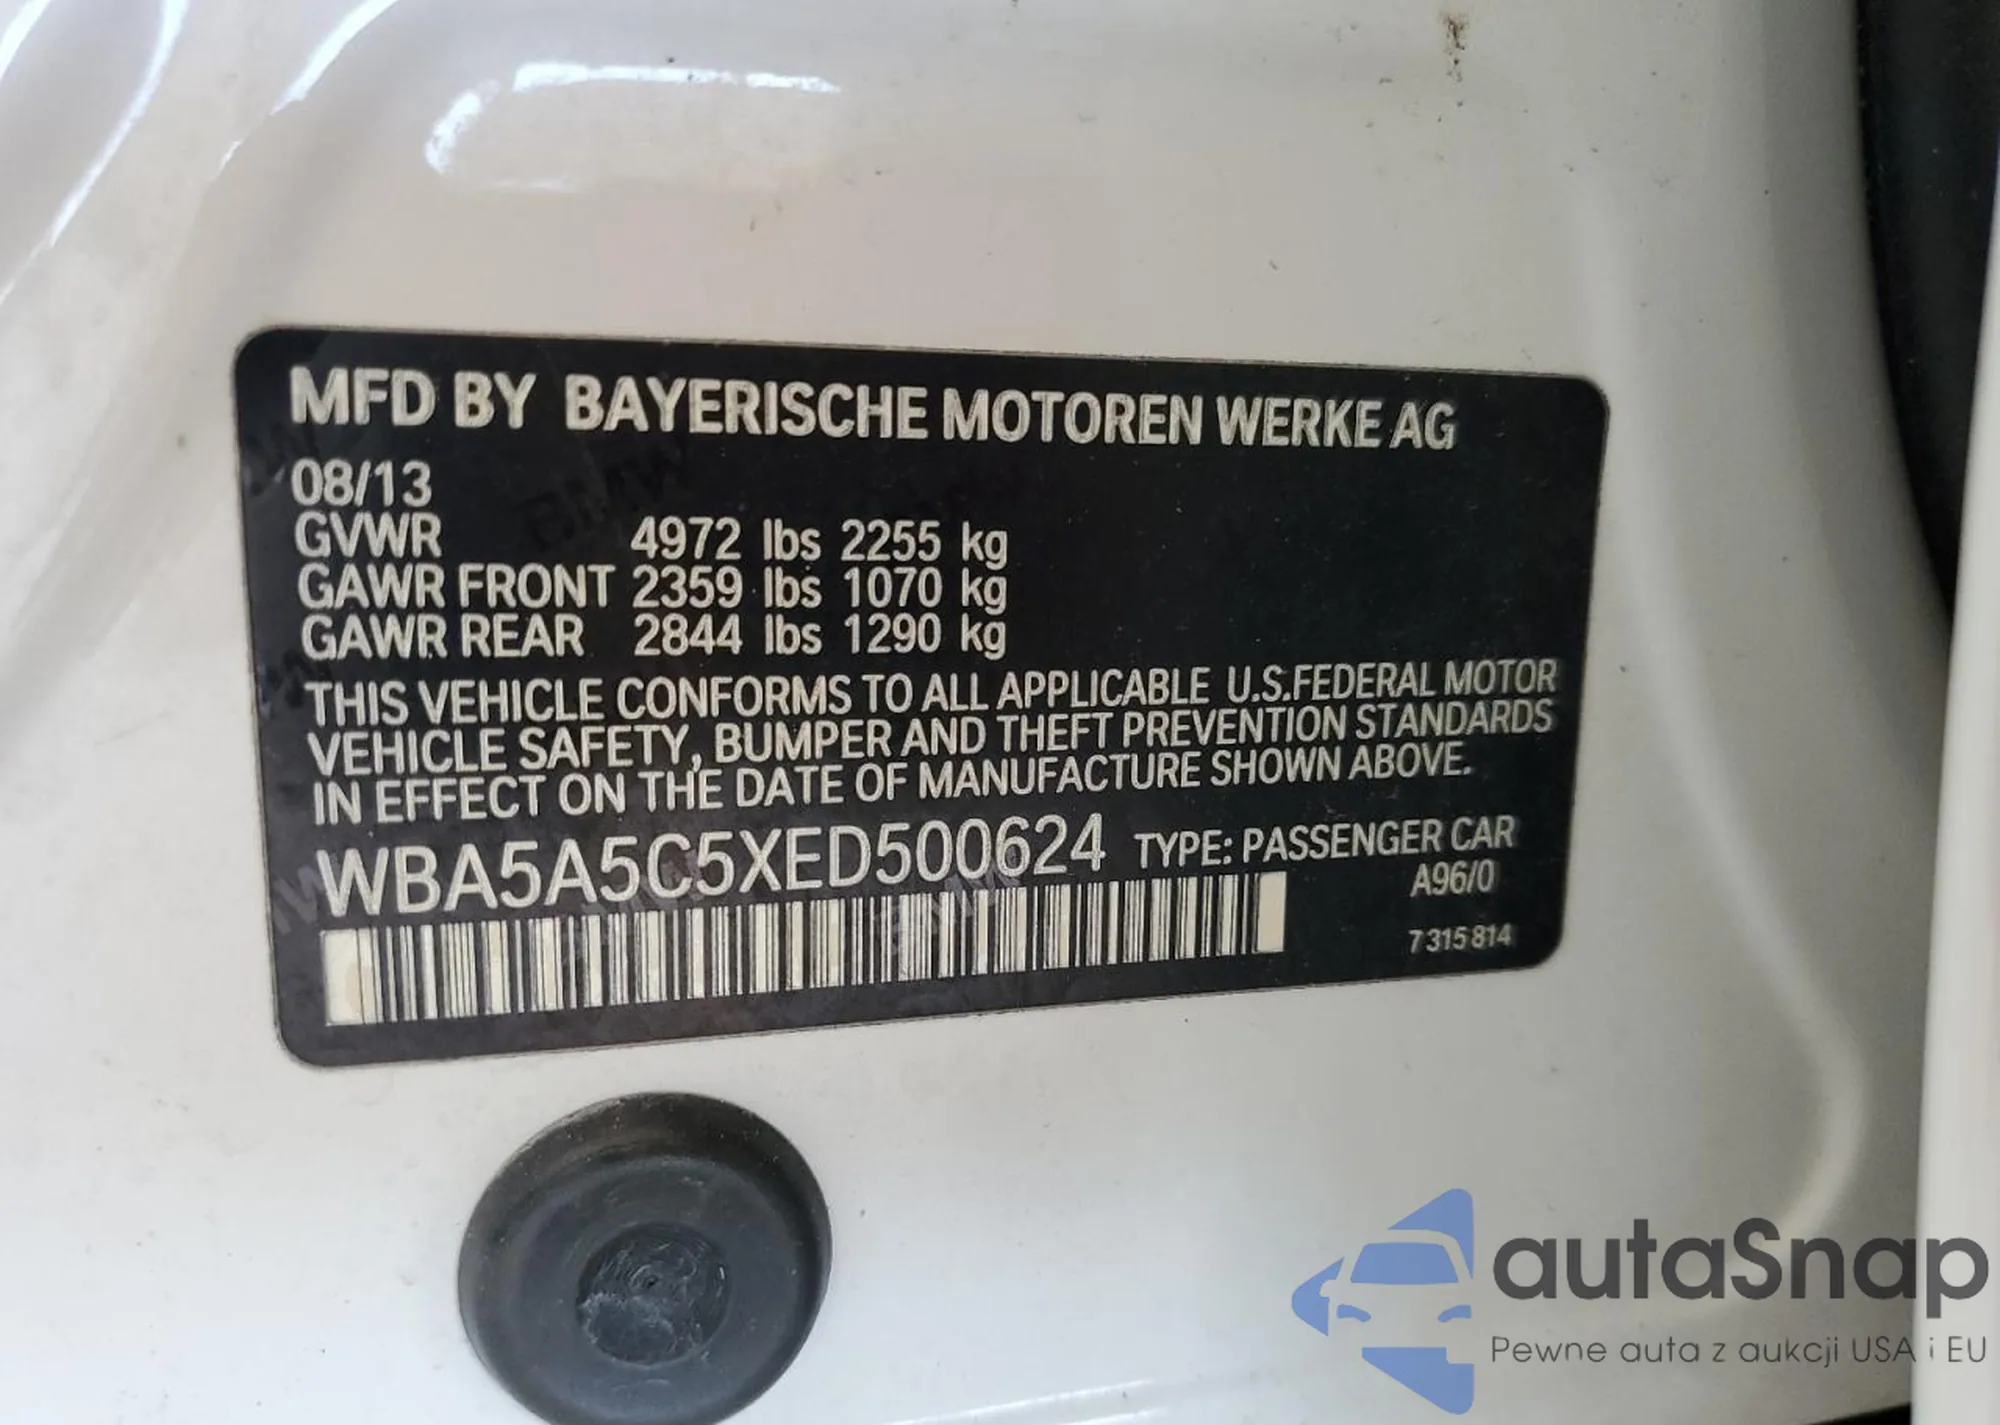 MFD BY BAYERISCHE MOTOREN WERKE AG
08/13
GVWR 4972 lbs 2255 kg
GAWR FRONT 2359 lbs 1070 kg
GAWR REAR 2844 lbs 1290 kg
THIS VEHICLE CONFORMS TO ALL APPLICABLE U.S.FEDERAL MOTOR
VEHICLE SAFETY, BUMPER AND THEFT PREVENTION STANDARDS
IN EFFECT ON THE DATE OF MANUFACTURE SHOWN ABOVE.
WBA5A5C5XED500624 TYPE: PASSENGER CAR
A96/0
7 315 814
autaSnap
Pewne auta z aukcji USA i EU